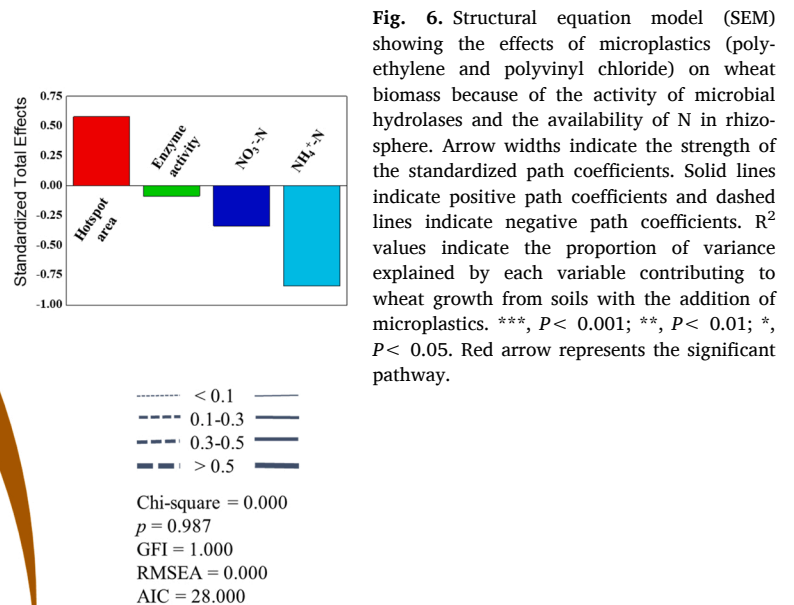 Fig. 6. Structural equation model (SEM)
showing the effects of microplastics (poly-
ethylene and polyvinyl chloride) on wheat
biomass because of the activity of microbial
hydrolases and the availability of N in rhizo-
sphere. Arrow widths indicate the strength of
the standardized path coefficients. Solid lines
indicate positive path coefficients and dashed
lines indicate negative path coefficients. R²
values indicate the proportion of variance
explained by each variable contributing to
wheat growth from soils with the addition of
microplastics. ***, P< 0.001; **, P< 0.01; *,
P< 0.05. Red arrow represents the significant
pathway.
Standardized Total Effects
0.75
0.50
0.25
0.00
-0.25
-0.50
-0.75
-1.00
Hotspot
area
Enzyme
activity
NO₃⁻-N
NH₄⁺-N
< 0.1
0.1-0.3
0.3-0.5
> 0.5
Chi-square = 0.000
p = 0.987
GFI = 1.000
RMSEA = 0.000
AIC = 28.000